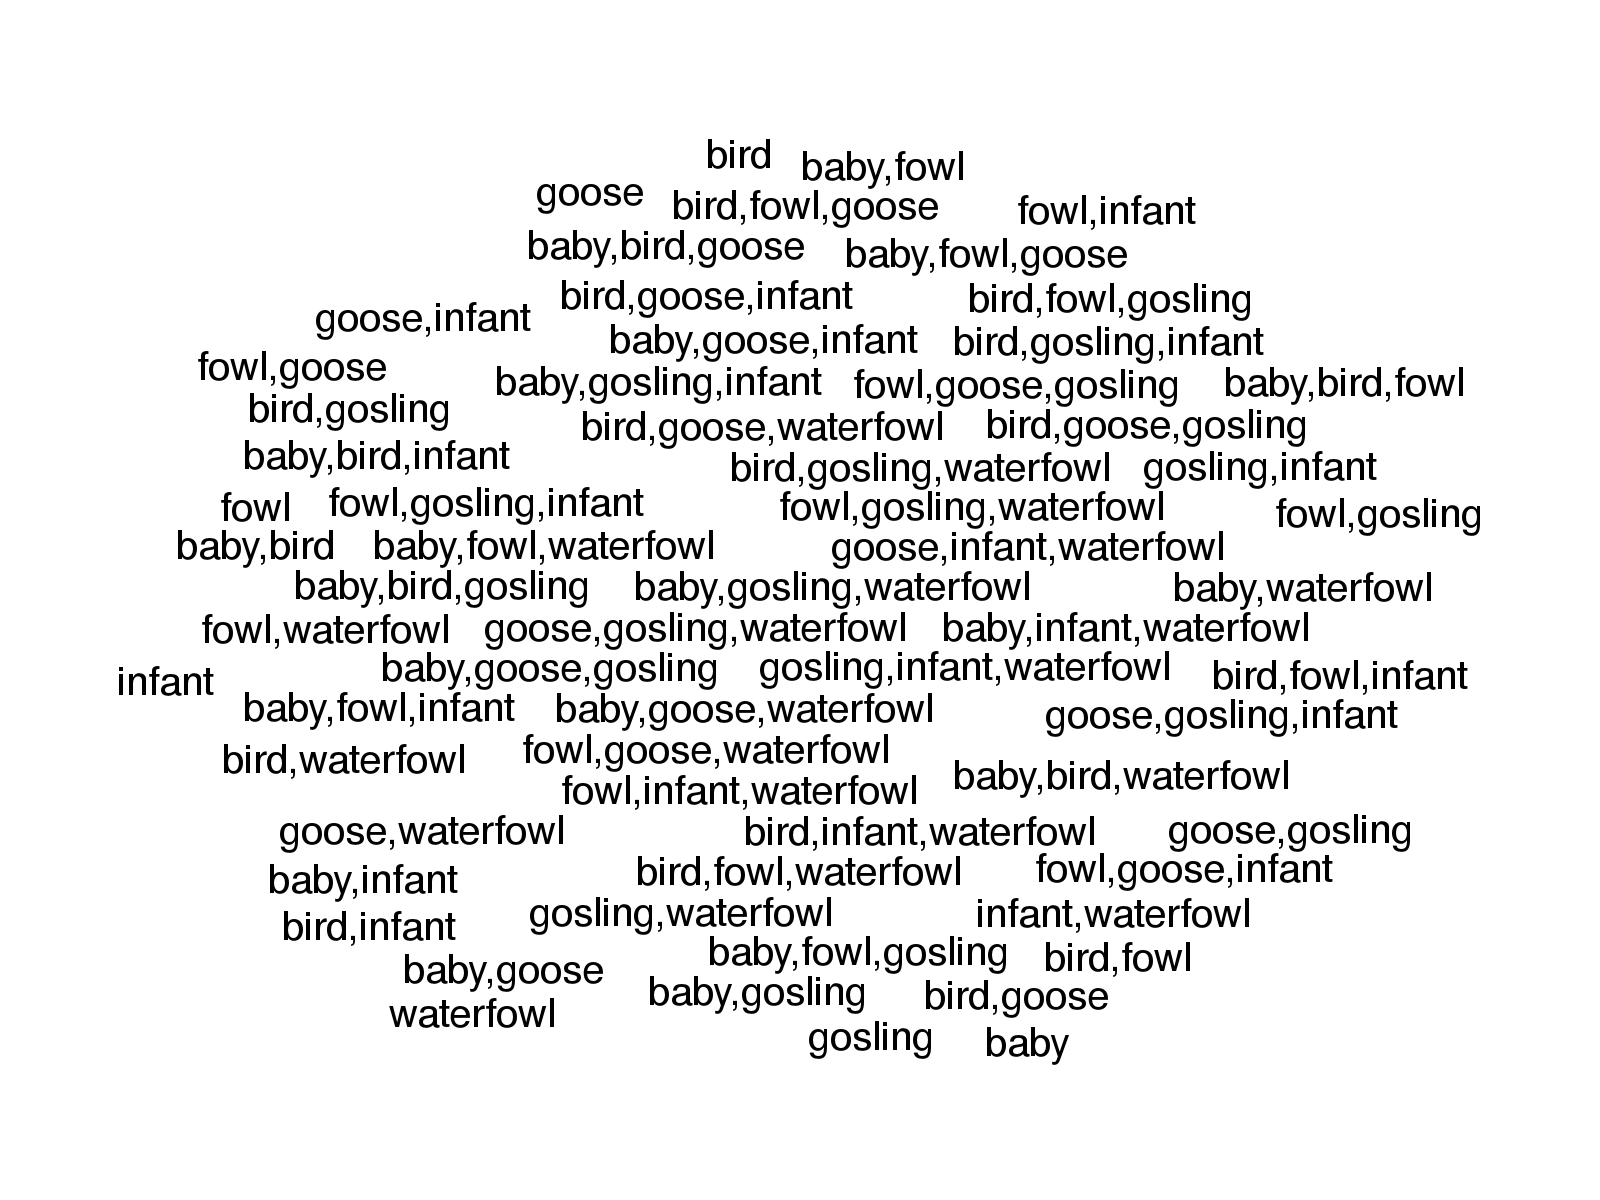 bird
baby,fowl
goose
bird,fowl,goose
fowl,infant
baby,bird,goose
baby,fowl,goose
bird,goose,infant
bird,fowl,gosling
goose,infant
baby,goose,infant
bird,gosling,infant
fowl,goose
baby,gosling,infant
fowl,goose,gosling
baby,bird,fowl
bird,gosling
bird,goose,waterfowl
bird,goose,gosling
baby,bird,infant
bird,gosling,waterfowl
gosling,infant
fowl
fowl,gosling,infant
fowl,gosling,waterfowl
fowl,gosling
baby,bird
baby,fowl,waterfowl
goose,infant,waterfowl
baby,bird,gosling
baby,gosling,waterfowl
baby,waterfowl
fowl,waterfowl
goose,gosling,waterfowl
baby,infant,waterfowl
infant
baby,goose,gosling
gosling,infant,waterfowl
bird,fowl,infant
baby,fowl,infant
baby,goose,waterfowl
goose,gosling,infant
bird,waterfowl
fowl,goose,waterfowl
baby,bird,waterfowl
fowl,infant,waterfowl
goose,waterfowl
bird,infant,waterfowl
goose,gosling
baby,infant
bird,fowl,waterfowl
fowl,goose,infant
bird,infant
gosling,waterfowl
infant,waterfowl
baby,goose
baby,fowl,gosling
bird,fowl
waterfowl
baby,gosling
bird,goose
gosling
baby